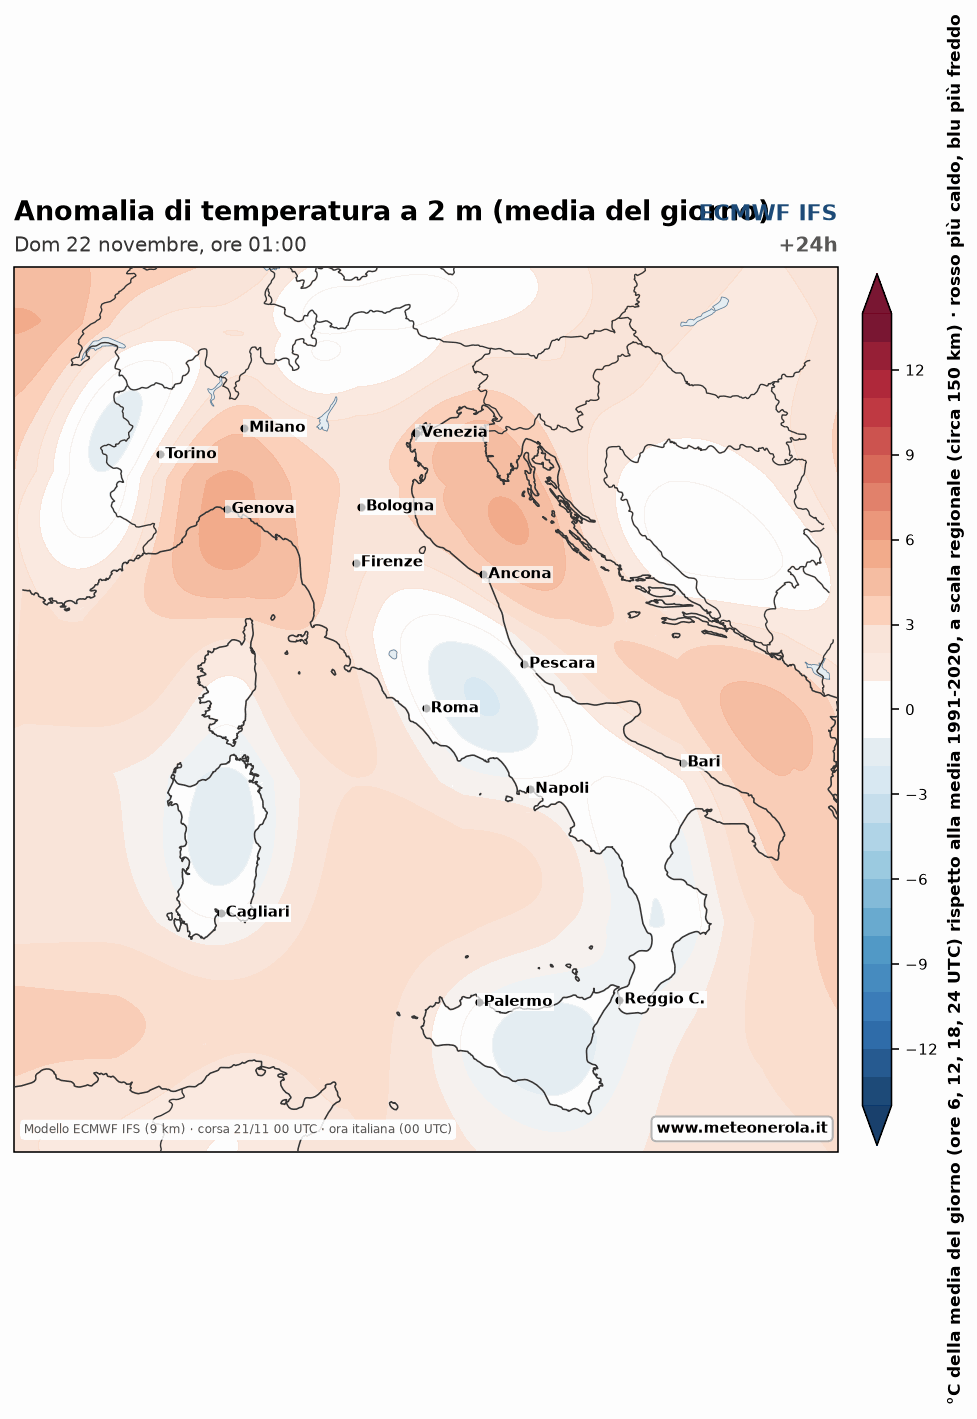 Anomalia di temperatura a 2 m (media del giorno)
ECMWF IFS
Dom 22 novembre, ore 01:00
+24h
Milano
Venezia
Torino
Genova
Bologna
Firenze
Ancona
Pescara
Roma
Bari
Napoli
Cagliari
Palermo
Reggio C.
Modello ECMWF IFS (9 km) · corsa 21/11 00 UTC · ora italiana (00 UTC)
www.meteonerola.it
12
9
6
3
0
−3
−6
−9
−12
°C della media del giorno (ore 6, 12, 18, 24 UTC) rispetto alla media 1991-2020, a scala regionale (circa 150 km) · rosso più caldo, blu più freddo